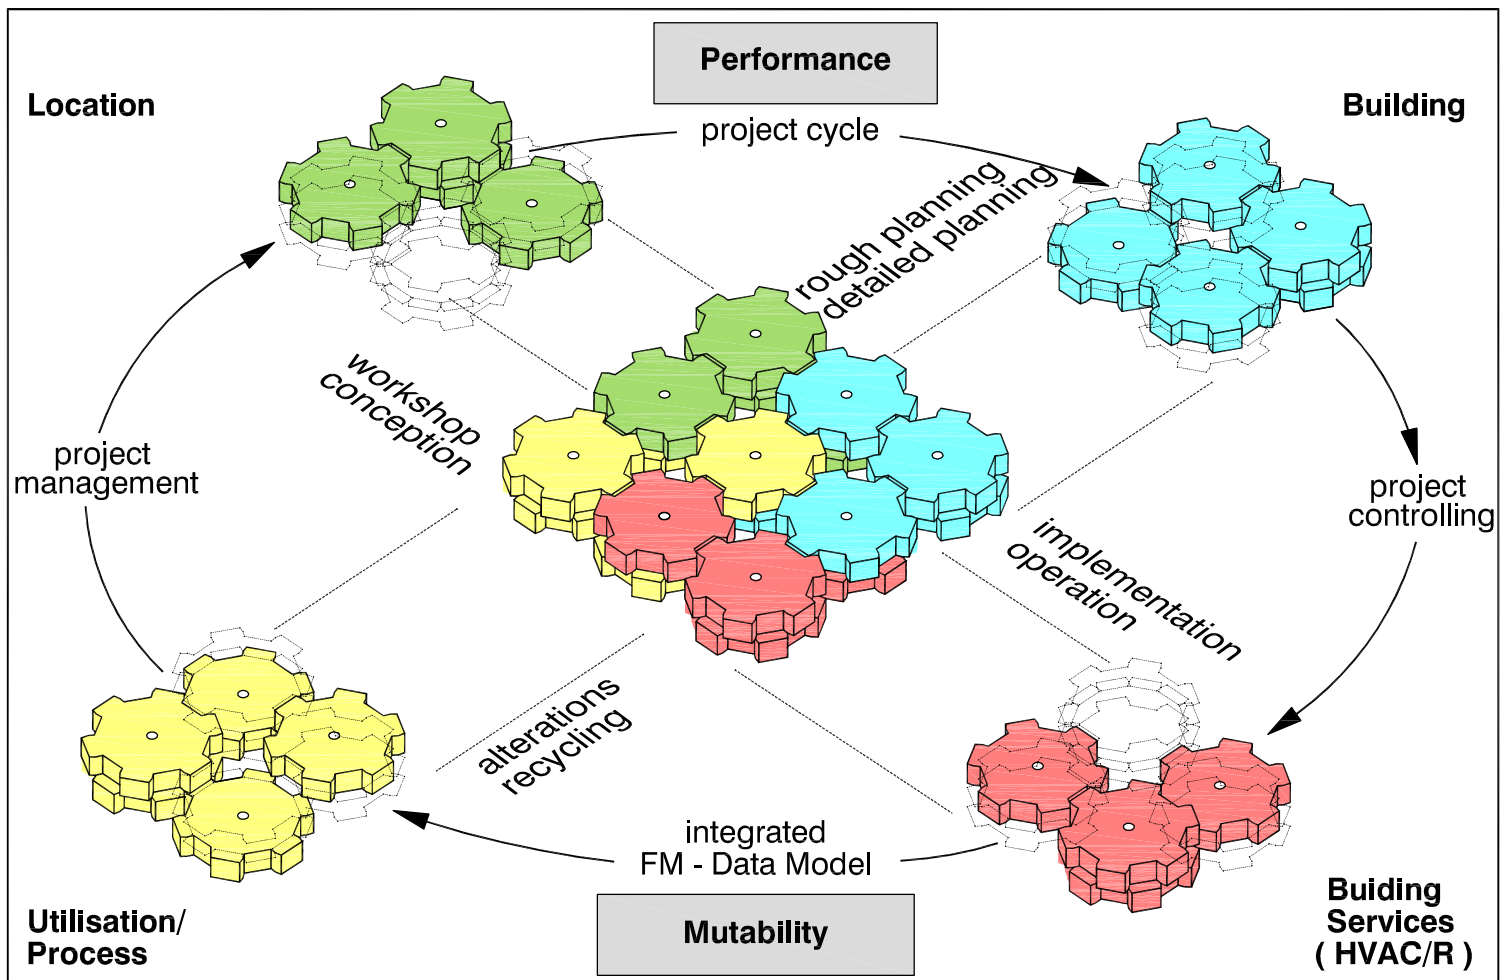 Performance
Location
Building
project cycle
rough planning
detailed planning
workshop
conception
project
management
project
controlling
implementation
operation
alterations
recycling
integrated
FM - Data Model
Utilisation/
Process
Mutability
Buiding
Services
( HVAC/R )